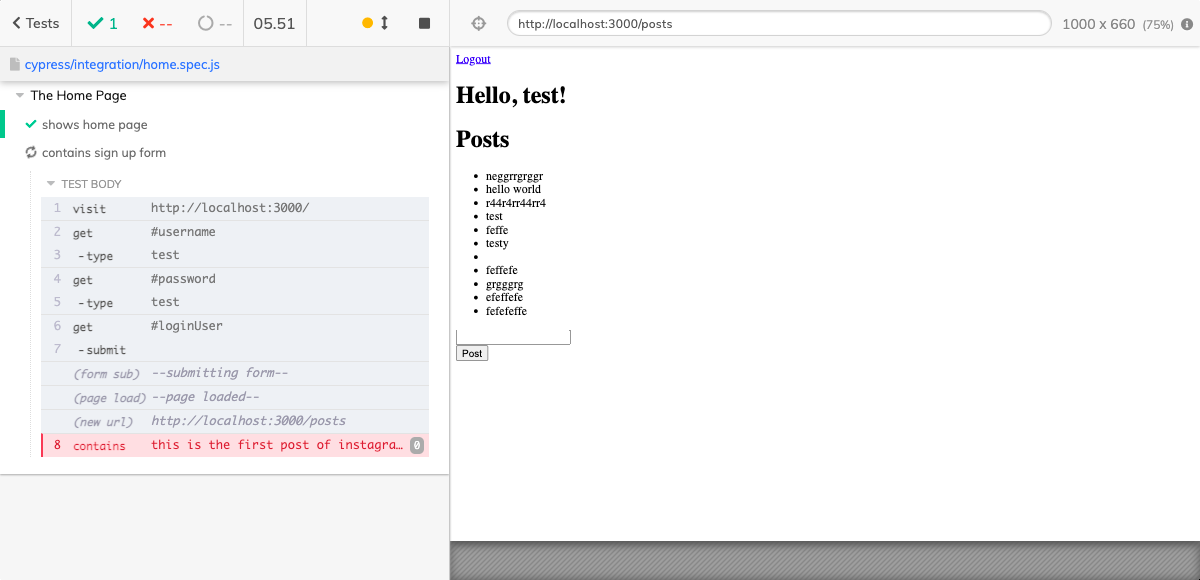 Tests 1 -- -- 05.51
http://localhost:3000/posts 1000 x 660 (75%)
cypress/integration/home.spec.js
The Home Page
shows home page
contains sign up form
TEST BODY
1 visit http://localhost:3000/
2 get #username
3 -type test
4 get #password
5 -type test
6 get #loginUser
7 -submit
(form sub) --submitting form--
(page load) --page loaded--
(new url) http://localhost:3000/posts
8 contains this is the first post of instagra… 0
Logout
Hello, test!
Posts
neggrrgrggr
hello world
r44r4rr44rr4
test
feffe
testy
feffefe
grgggrg
efeffefe
fefefeffe
Post